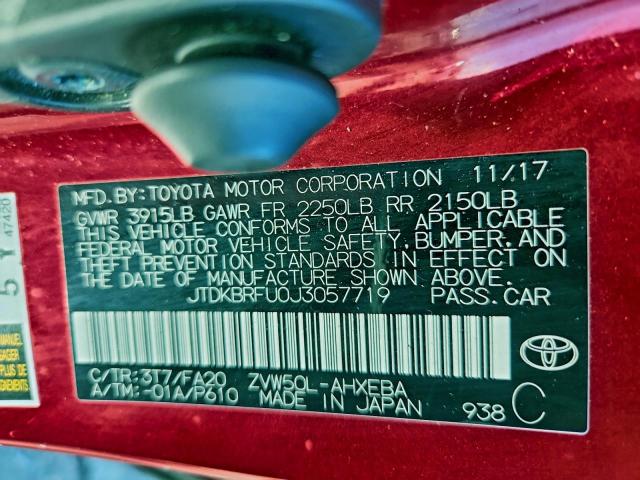 MFD.BY:TOYOTA MOTOR CORPORATION 11/17
GVWR 3915LB GAWR FR 2250LB RR 2150LB
THIS VEHICLE CONFORMS TO ALL APPLICABLE
FEDERAL MOTOR VEHICLE SAFETY,BUMPER,AND
THEFT PREVENTION STANDARDS IN EFFECT ON
THE DATE OF MANUFACTURE SHOWN ABOVE.
JTDKBRFU0J3057719 PASS.CAR
C/TR:3T7/FA20 ZVW50L-AHXEBA
A/TM:-01A/P610 MADE IN JAPAN 938 C
5 Y
47420